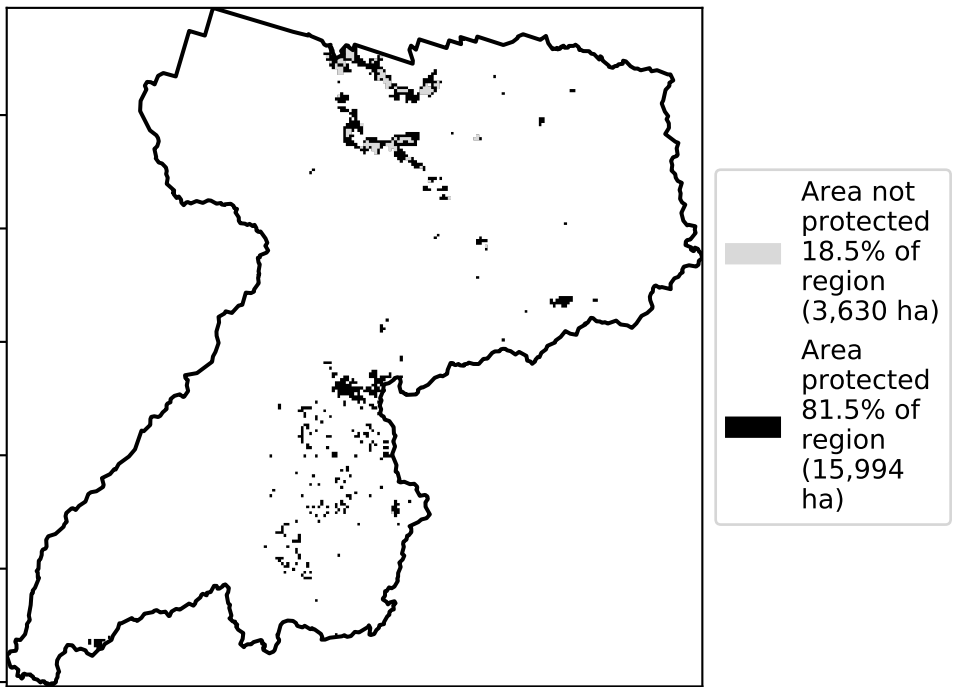 Area not
protected
18.5% of
region
(3,630 ha)
Area
protected
81.5% of
region
(15,994
ha)